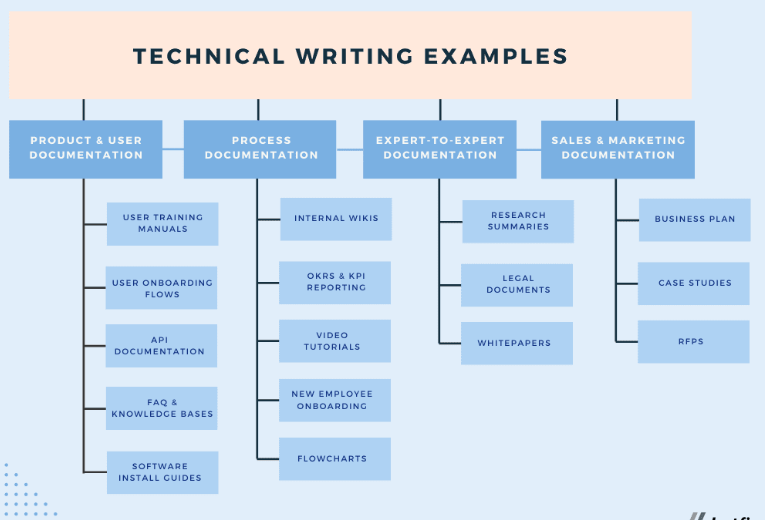 TECHNICAL WRITING EXAMPLES
PRODUCT & USER
DOCUMENTATION
PROCESS
DOCUMENTATION
EXPERT-TO-EXPERT
DOCUMENTATION
SALES & MARKETING
DOCUMENTATION
USER TRAINING
MANUALS
USER ONBOARDING
FLOWS
API
DOCUMENTATION
FAQ &
KNOWLEDGE BASES
SOFTWARE
INSTALL GUIDES
INTERNAL WIKIS
OKRS & KPI
REPORTING
VIDEO
TUTORIALS
NEW EMPLOYEE
ONBOARDING
FLOWCHARTS
RESEARCH
SUMMARIES
LEGAL
DOCUMENTS
WHITEPAPERS
BUSINESS PLAN
CASE STUDIES
RFPS